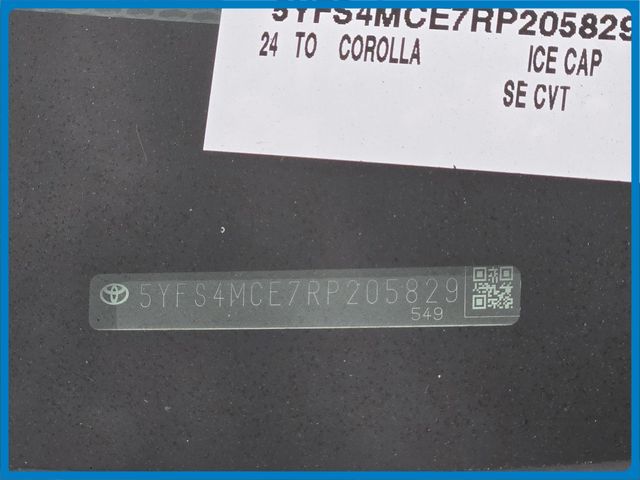 5YFS4MCE7RP205829
24 TO COROLLA ICE CAP
SE CVT
5YFS4MCE7RP205829
549